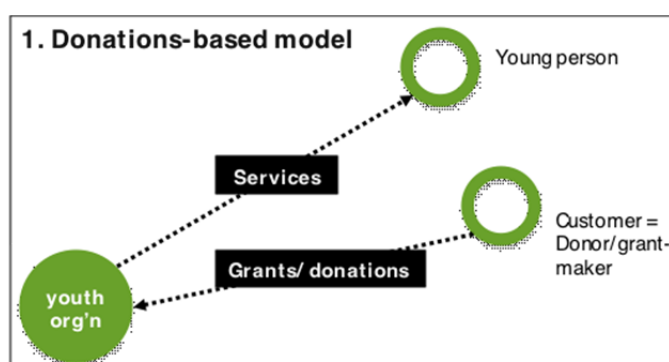 1. Donations-based model
Young person
Services
Customer =
Donor/grant-
maker
Grants/ donations
youth
org'n